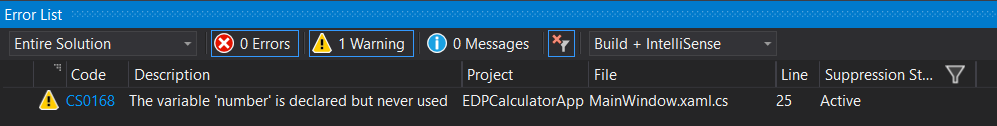 Error List
Entire Solution 0 Errors 1 Warning 0 Messages Build + IntelliSense
Code Description Project File Line Suppression St...
CS0168 The variable 'number' is declared but never used EDPCalculatorApp MainWindow.xaml.cs 25 Active